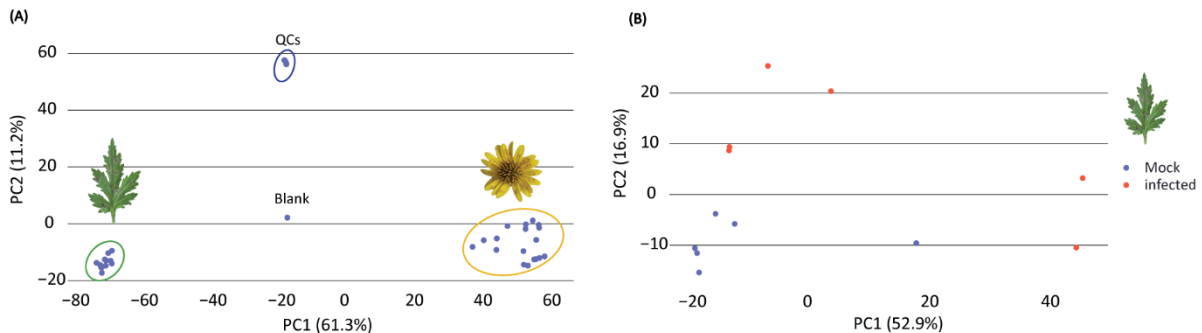 (A)
QCs
60
40
20
0
−20
PC2 (11.2%)
Blank
−80 −60 −40 −20 0 20 40 60
PC1 (61.3%)
(B)
20
10
0
−10
PC2 (16.9%)
−20 0 20 40
PC1 (52.9%)
Mock
infected